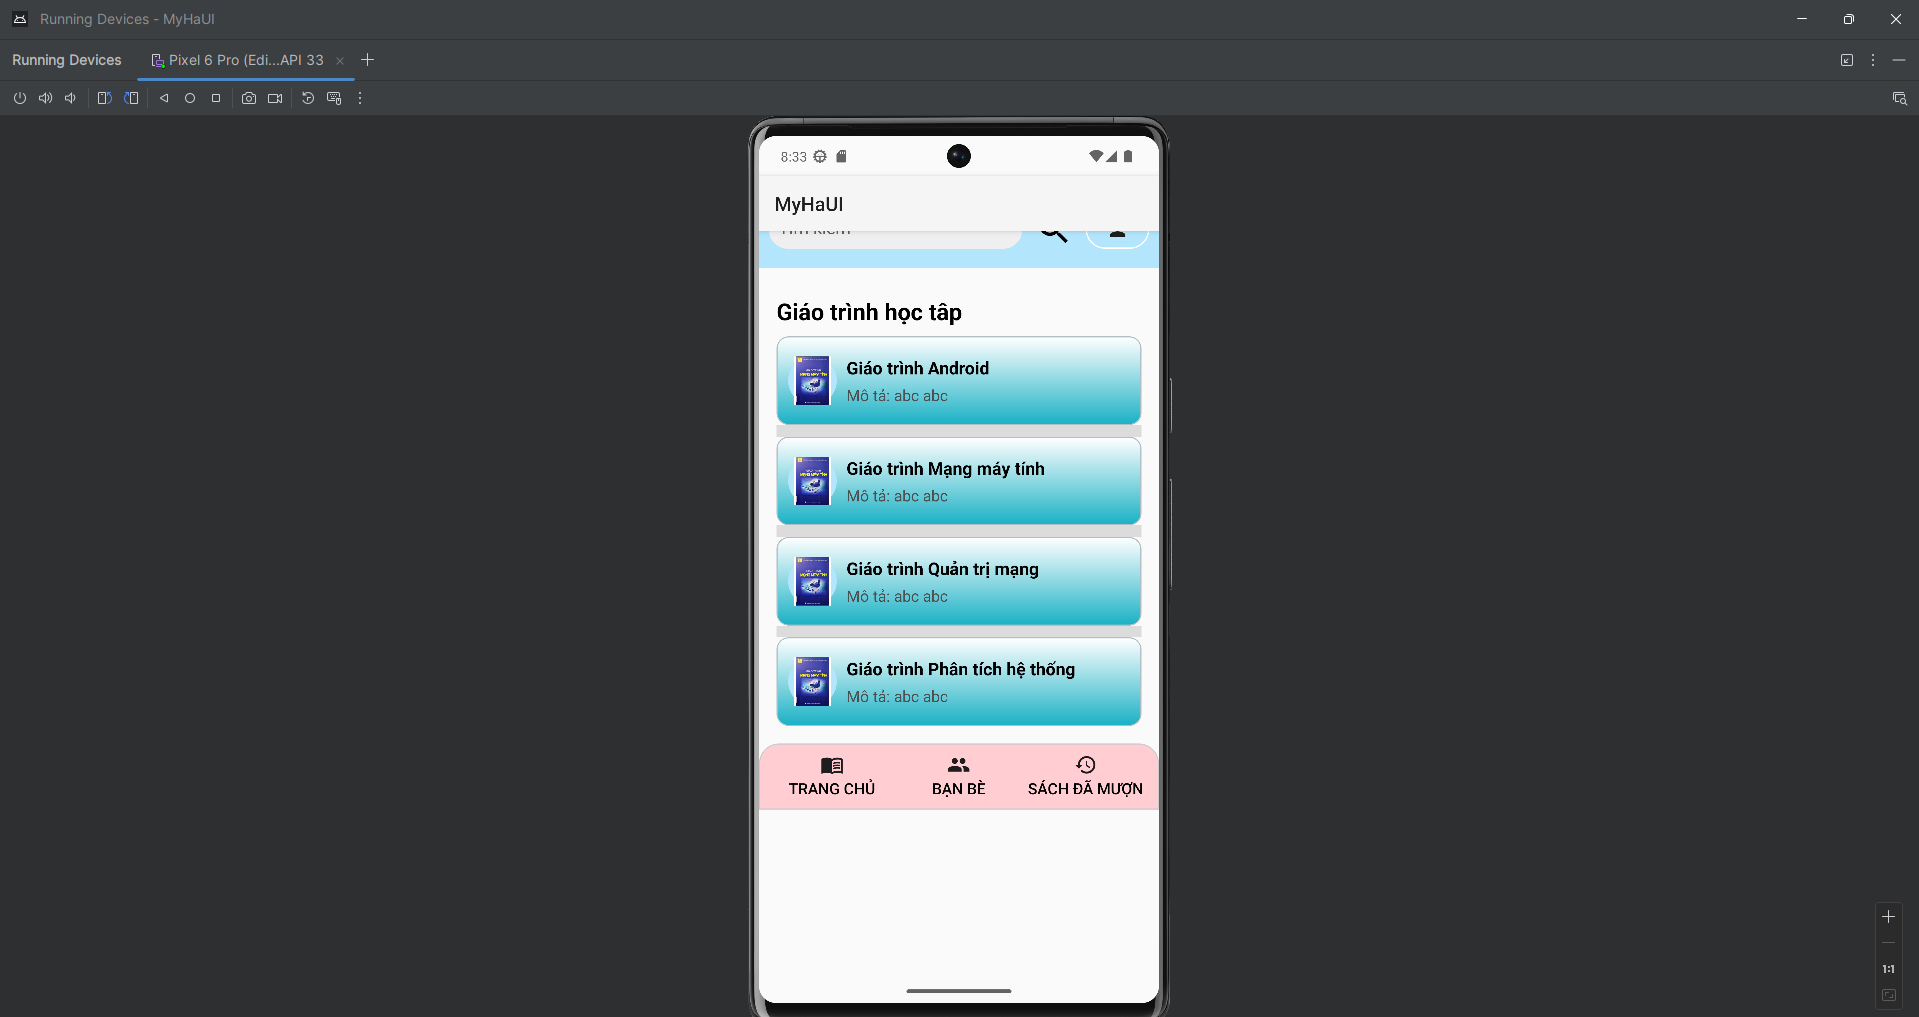 Running Devices - MyHaUI
Running Devices
Pixel 6 Pro (Edi...API 33
8:33
MyHaUI
Tìm kiếm
Giáo trình học tâp
Giáo trình Android
Mô tả: abc abc
Giáo trình Mạng máy tính
Mô tả: abc abc
Giáo trình Quản trị mạng
Mô tả: abc abc
Giáo trình Phân tích hệ thống
Mô tả: abc abc
TRANG CHỦ
BẠN BÈ
SÁCH ĐÃ MƯỢN
1:1